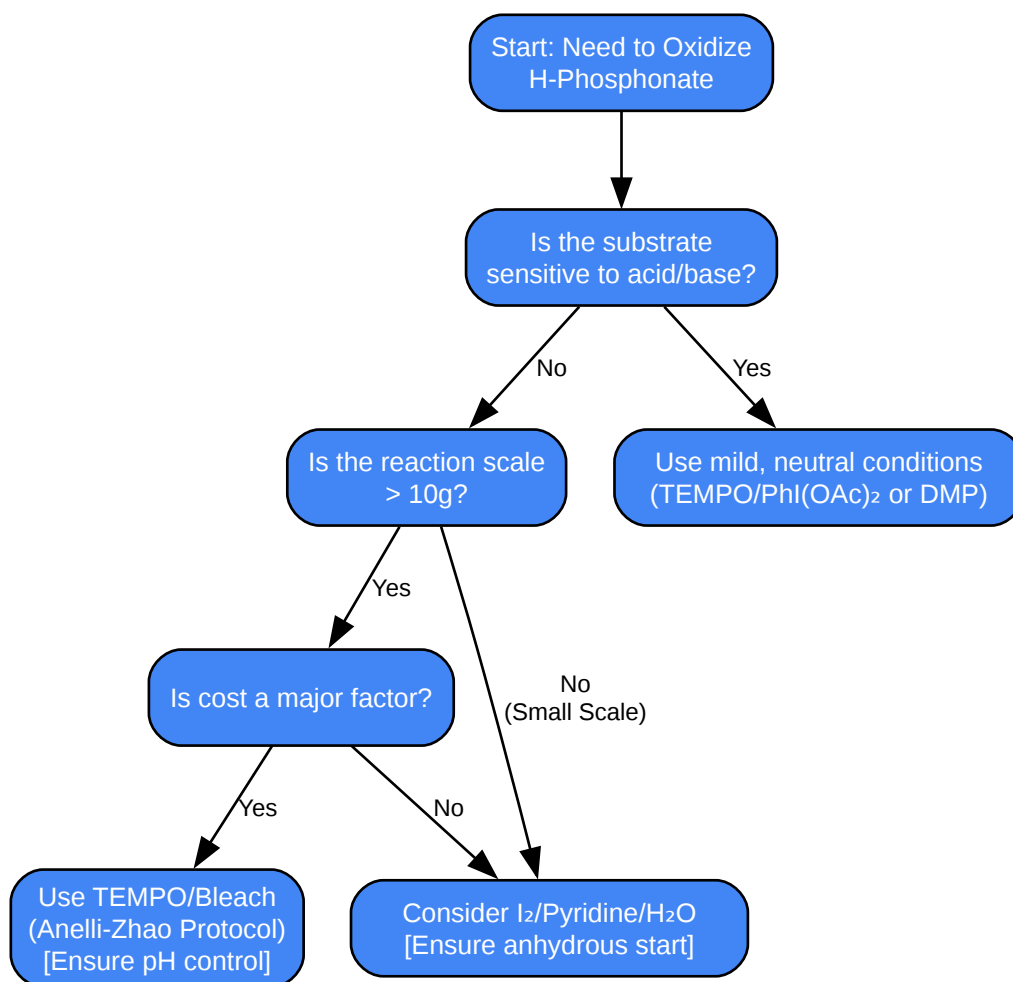 Start: Need to Oxidize
H-Phosphonate
Is the substrate
sensitive to acid/base?
No
Yes
Is the reaction scale
> 10g?
Use mild, neutral conditions
(TEMPO/PhI(OAc)₂ or DMP)
Yes
No
(Small Scale)
Is cost a major factor?
Yes
No
Use TEMPO/Bleach
(Anelli-Zhao Protocol)
[Ensure pH control]
Consider I₂/Pyridine/H₂O
[Ensure anhydrous start]